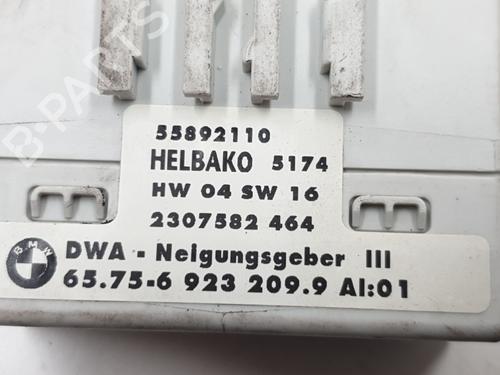 55892110
HELBAKO 5174
HW 04 SW 16
2307582 464
BMW
DWA - Neigungsgeber III
65.75-6 923 209.9 AI:01
B-PARTS